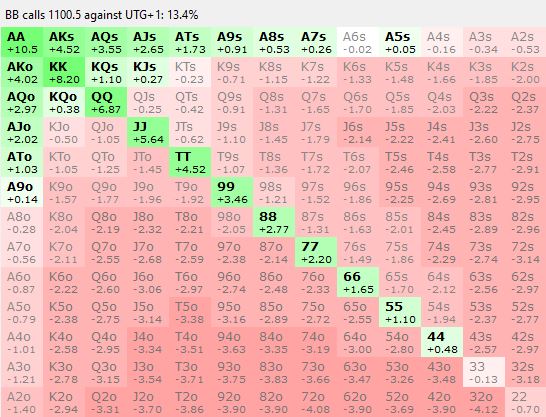 BB calls 1100.5 against UTG+1: 13.4%
AA AKs AQs AJs ATs A9s A8s A7s A6s A5s A4s A3s A2s
+10.5 +4.52 +3.55 +2.65 +1.73 +0.91 +0.53 +0.26 -0.02 +0.05 -0.16 -0.34 -0.53
AKo KK KQs KJs KTs K9s K8s K7s K6s K5s K4s K3s K2s
+4.02 +8.20 +1.10 +0.27 -0.23 -0.71 -1.15 -1.22 -1.33 -1.48 -1.66 -1.85 -2.00
AQo KQo QQ QJs QTs Q9s Q8s Q7s Q6s Q5s Q4s Q3s Q2s
+2.97 +0.38 +6.87 -0.25 -0.42 -0.91 -1.31 -1.65 -1.70 -1.85 -2.03 -2.22 -2.37
AJo KJo QJo JJ JTs J9s J8s J7s J6s J5s J4s J3s J2s
+2.02 -0.50 -1.05 +5.64 -0.62 -1.10 -1.45 -1.79 -2.14 -2.22 -2.41 -2.60 -2.75
ATo KTo QTo JTo TT T9s T8s T7s T6s T5s T4s T3s T2s
+1.03 -1.05 -1.25 -1.45 +4.52 -1.07 -1.36 -1.72 -2.07 -2.46 -2.58 -2.77 -2.91
A9o K9o Q9o J9o T9o 99 98s 97s 96s 95s 94s 93s 92s
+0.14 -1.57 -1.77 -1.96 -1.92 +3.46 -1.21 -1.52 -1.86 -2.25 -2.69 -2.81 -2.95
A8o K8o Q8o J8o T8o 98o 88 87s 86s 85s 84s 83s 82s
-0.28 -2.04 -2.19 -2.32 -2.21 -2.05 +2.77 -1.31 -1.63 -2.01 -2.45 -2.89 -2.96
A7o K7o Q7o J7o T7o 97o 87o 77 76s 75s 74s 73s 72s
-0.56 -2.11 -2.55 -2.68 -2.59 -2.38 -2.14 +2.20 -1.49 -1.86 -2.29 -2.74 -3.14
A6o K6o Q6o J6o T6o 96o 86o 76o 66 65s 64s 63s 62s
-0.87 -2.22 -2.60 -3.06 -2.97 -2.74 -2.48 -2.33 +1.65 -1.70 -2.12 -2.56 -2.97
A5o K5o Q5o J5o T5o 95o 85o 75o 65o 55 54s 53s 52s
-0.79 -2.38 -2.75 -3.14 -3.38 -3.16 -2.89 -2.72 -2.55 +1.10 -1.94 -2.37 -2.77
A4o K4o Q4o J4o T4o 94o 84o 74o 64o 54o 44 43s 42s
-1.01 -2.58 -2.95 -3.34 -3.51 -3.63 -3.35 -3.19 -3.00 -2.80 +0.48 -2.57 -2.97
A3o K3o Q3o J3o T3o 93o 83o 73o 63o 53o 43o 33 32s
-1.21 -2.78 -3.15 -3.54 -3.71 -3.75 -3.83 -3.66 -3.47 -3.26 -3.48 -0.13 -3.18
A2o K2o Q2o J2o T2o 92o 82o 72o 62o 52o 42o 32o 22
-1.40 -2.94 -3.31 -3.70 -3.86 -3.90 -3.90 -4.08 -3.90 -3.69 -3.90 -4.12 -0.70